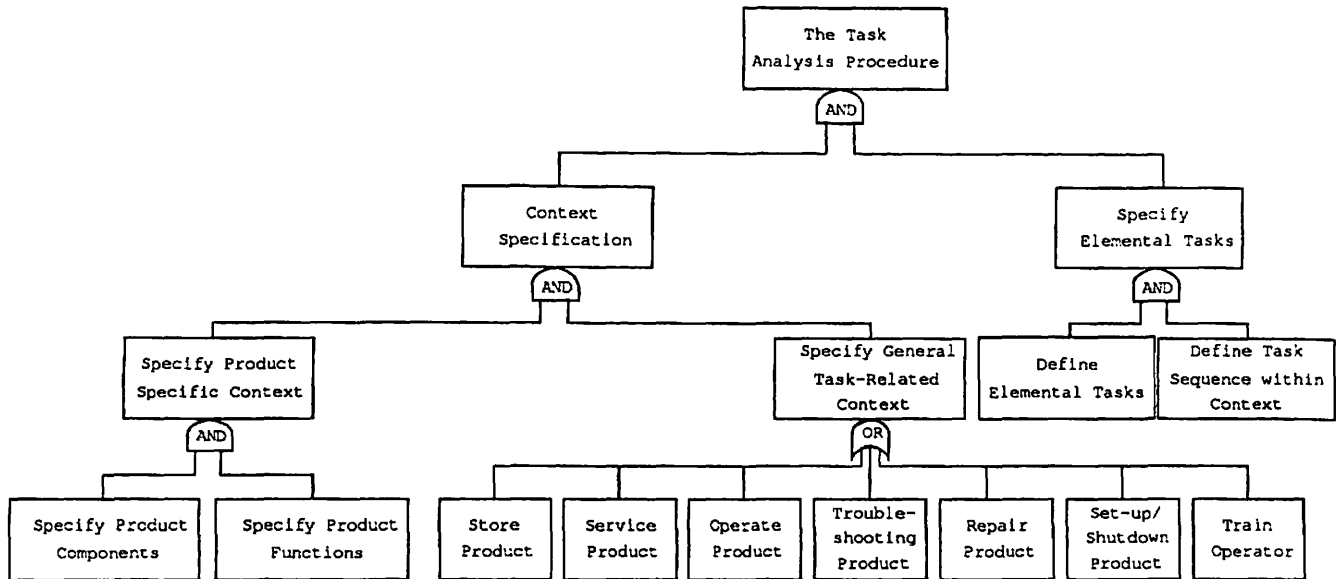 The Task
Analysis Procedure
AND
Context
Specification
Specify
Elemental Tasks
AND
AND
Specify Product
Specific Context
Specify General
Task-Related
Context
Define
Elemental Tasks
Define Task
Sequence within
Context
AND
OR
Specify Product
Components
Specify Product
Functions
Store
Product
Service
Product
Operate
Product
Trouble-
shooting
Product
Repair
Product
Set-up/
Shutdown
Product
Train
Operator